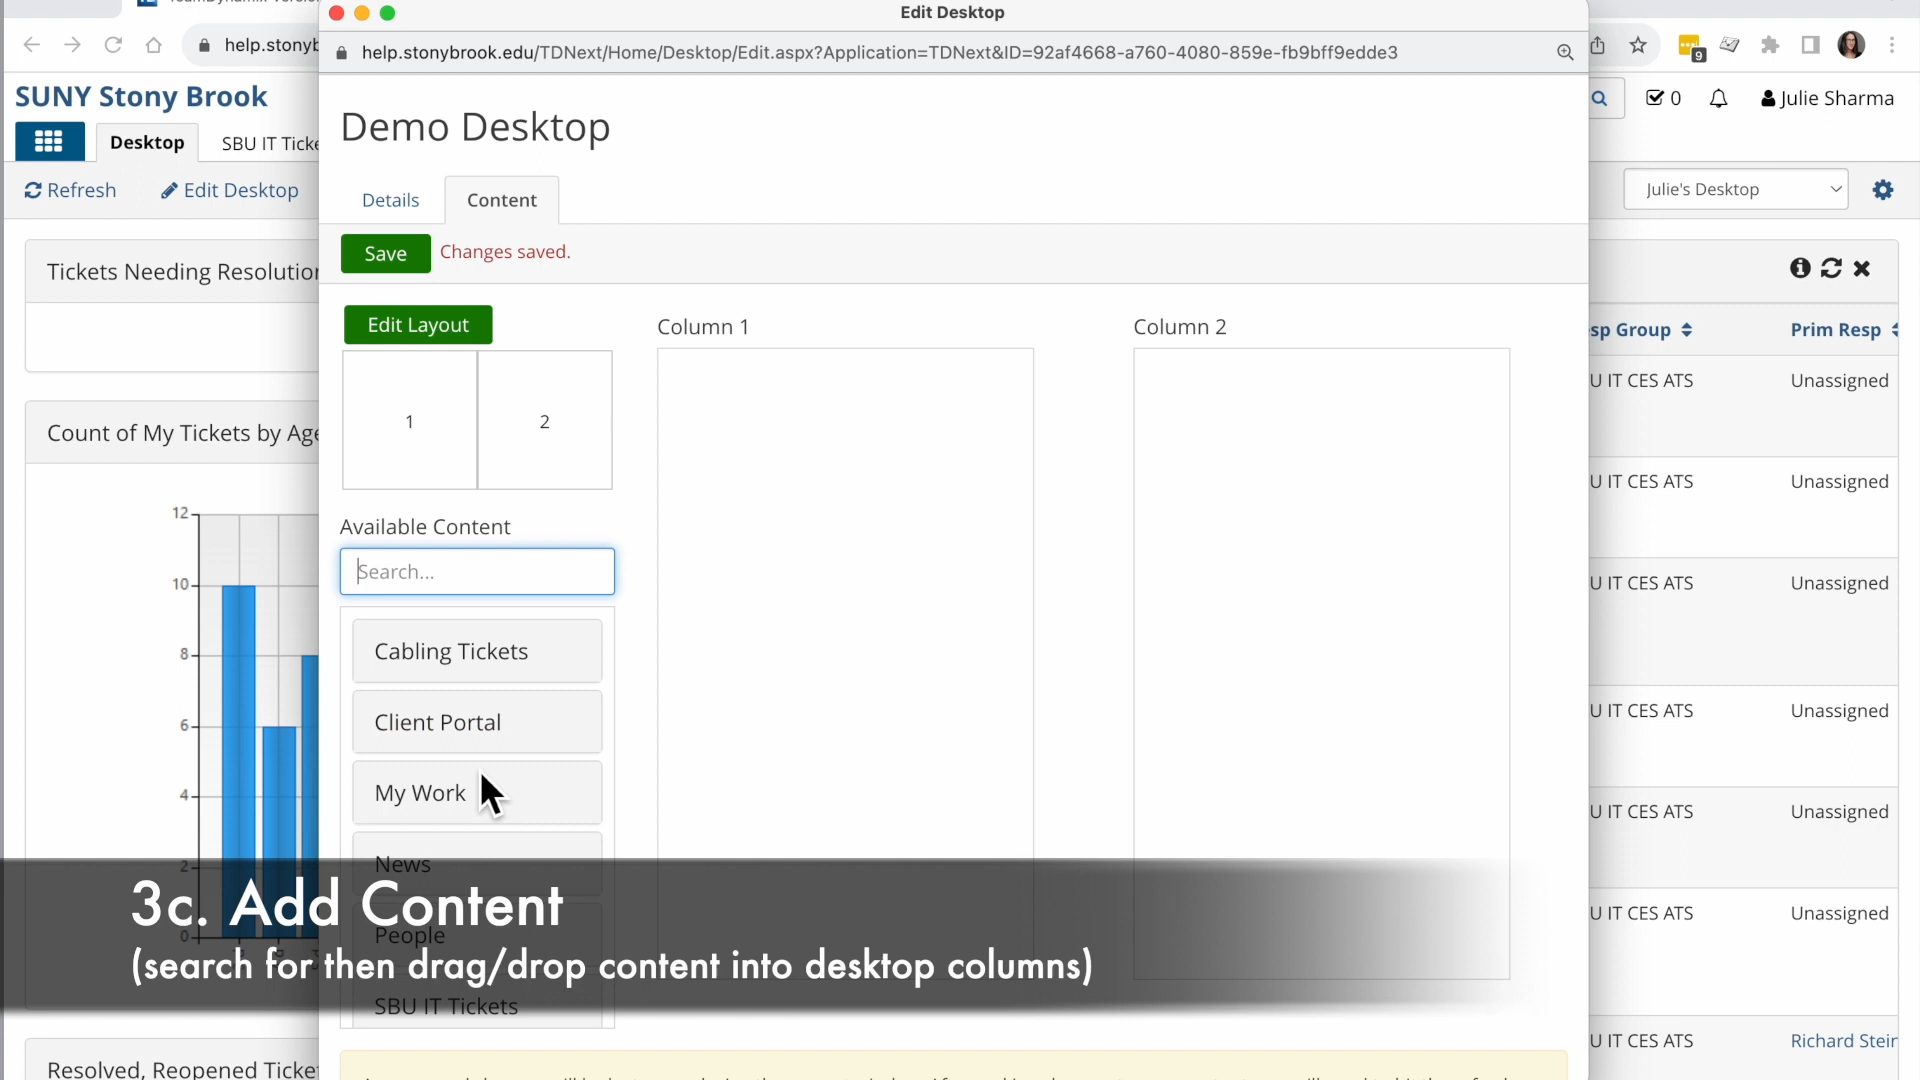 Edit Desktop
help.stonyb
help.stonybrook.edu/TDNext/Home/Desktop/Edit.aspx?Application=TDNext&ID=92af4668-a760-4080-859e-fb9bff9edde3
9
SUNY Stony Brook
0
Julie Sharma
Desktop
SBU IT Ticke
Refresh
Edit Desktop
Julie's Desktop
Demo Desktop
Details
Content
Save
Changes saved.
Tickets Needing Resolution
Edit Layout
Column 1
Column 2
1
2
sp Group
Prim Resp
U IT CES ATS
Unassigned
Count of My Tickets by Age
U IT CES ATS
Unassigned
12
10
8
6
4
2
0
Available Content
Search...
U IT CES ATS
Unassigned
Cabling Tickets
Client Portal
My Work
News
People
SBU IT Tickets
U IT CES ATS
Unassigned
U IT CES ATS
Unassigned
U IT CES ATS
Unassigned
3c. Add Content
(search for then drag/drop content into desktop columns)
U IT CES ATS
Richard Steir
Resolved, Reopened Ticke